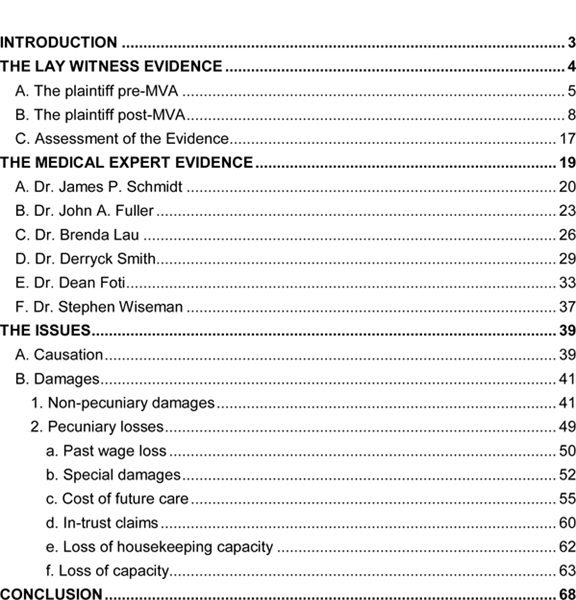 INTRODUCTION ........ 3
THE LAY WITNESS EVIDENCE ........ 4
A. The plaintiff pre-MVA ........ 5
B. The plaintiff post-MVA ........ 8
C. Assessment of the Evidence ........ 17
THE MEDICAL EXPERT EVIDENCE ........ 19
A. Dr. James P. Schmidt ........ 20
B. Dr. John A. Fuller ........ 23
C. Dr. Brenda Lau ........ 26
D. Dr. Derryck Smith ........ 29
E. Dr. Dean Foti ........ 33
F. Dr. Stephen Wiseman ........ 37
THE ISSUES ........ 39
A. Causation ........ 39
B. Damages ........ 41
1. Non-pecuniary damages ........ 41
2. Pecuniary losses ........ 49
a. Past wage loss ........ 50
b. Special damages ........ 52
c. Cost of future care ........ 55
d. In-trust claims ........ 60
e. Loss of housekeeping capacity ........ 62
f. Loss of capacity ........ 63
CONCLUSION ........ 68